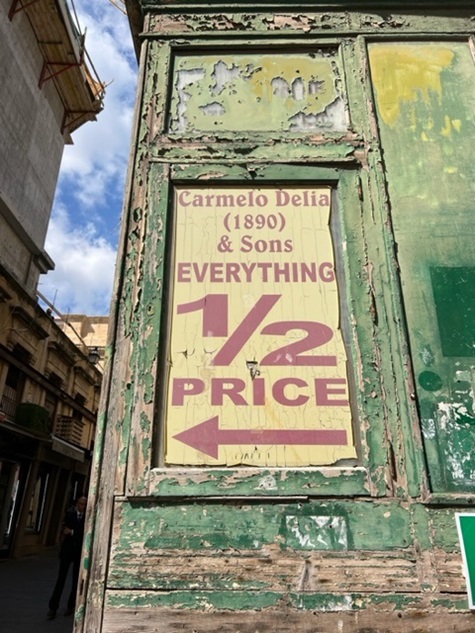 Carmelo Delia
(1890)
& Sons
EVERYTHING
1/2
PRICE